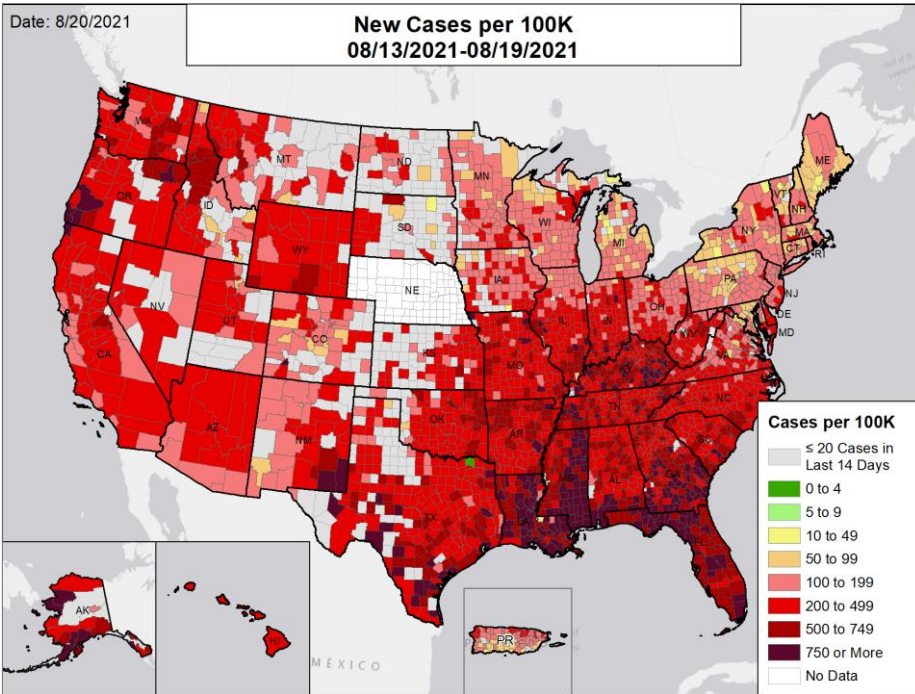 Date: 8/20/2021
New Cases per 100K
08/13/2021-08/19/2021
WA
MT
ND
MN
ME
OR
ID
SD
WI
MI
VT
NH
NY
MA
CT
RI
WY
IA
PA
NJ
NE
OH
DE
MD
NV
UT
CO
IL
IN
WV
VA
CA
KS
MO
KY
NC
AZ
NM
OK
AR
TN
SC
MS
AL
GA
TX
LA
FL
AK
HI
PR
MÉXICO
Cases per 100K
≤ 20 Cases in
Last 14 Days
0 to 4
5 to 9
10 to 49
50 to 99
100 to 199
200 to 499
500 to 749
750 or More
No Data